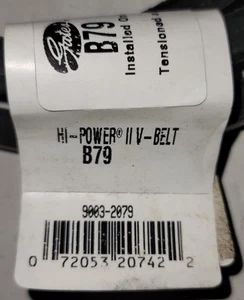 Gates
B79
Installed On
Tensioned
HI-POWER® II V-BELT
B79
9003-2079
0 72053 20742 2